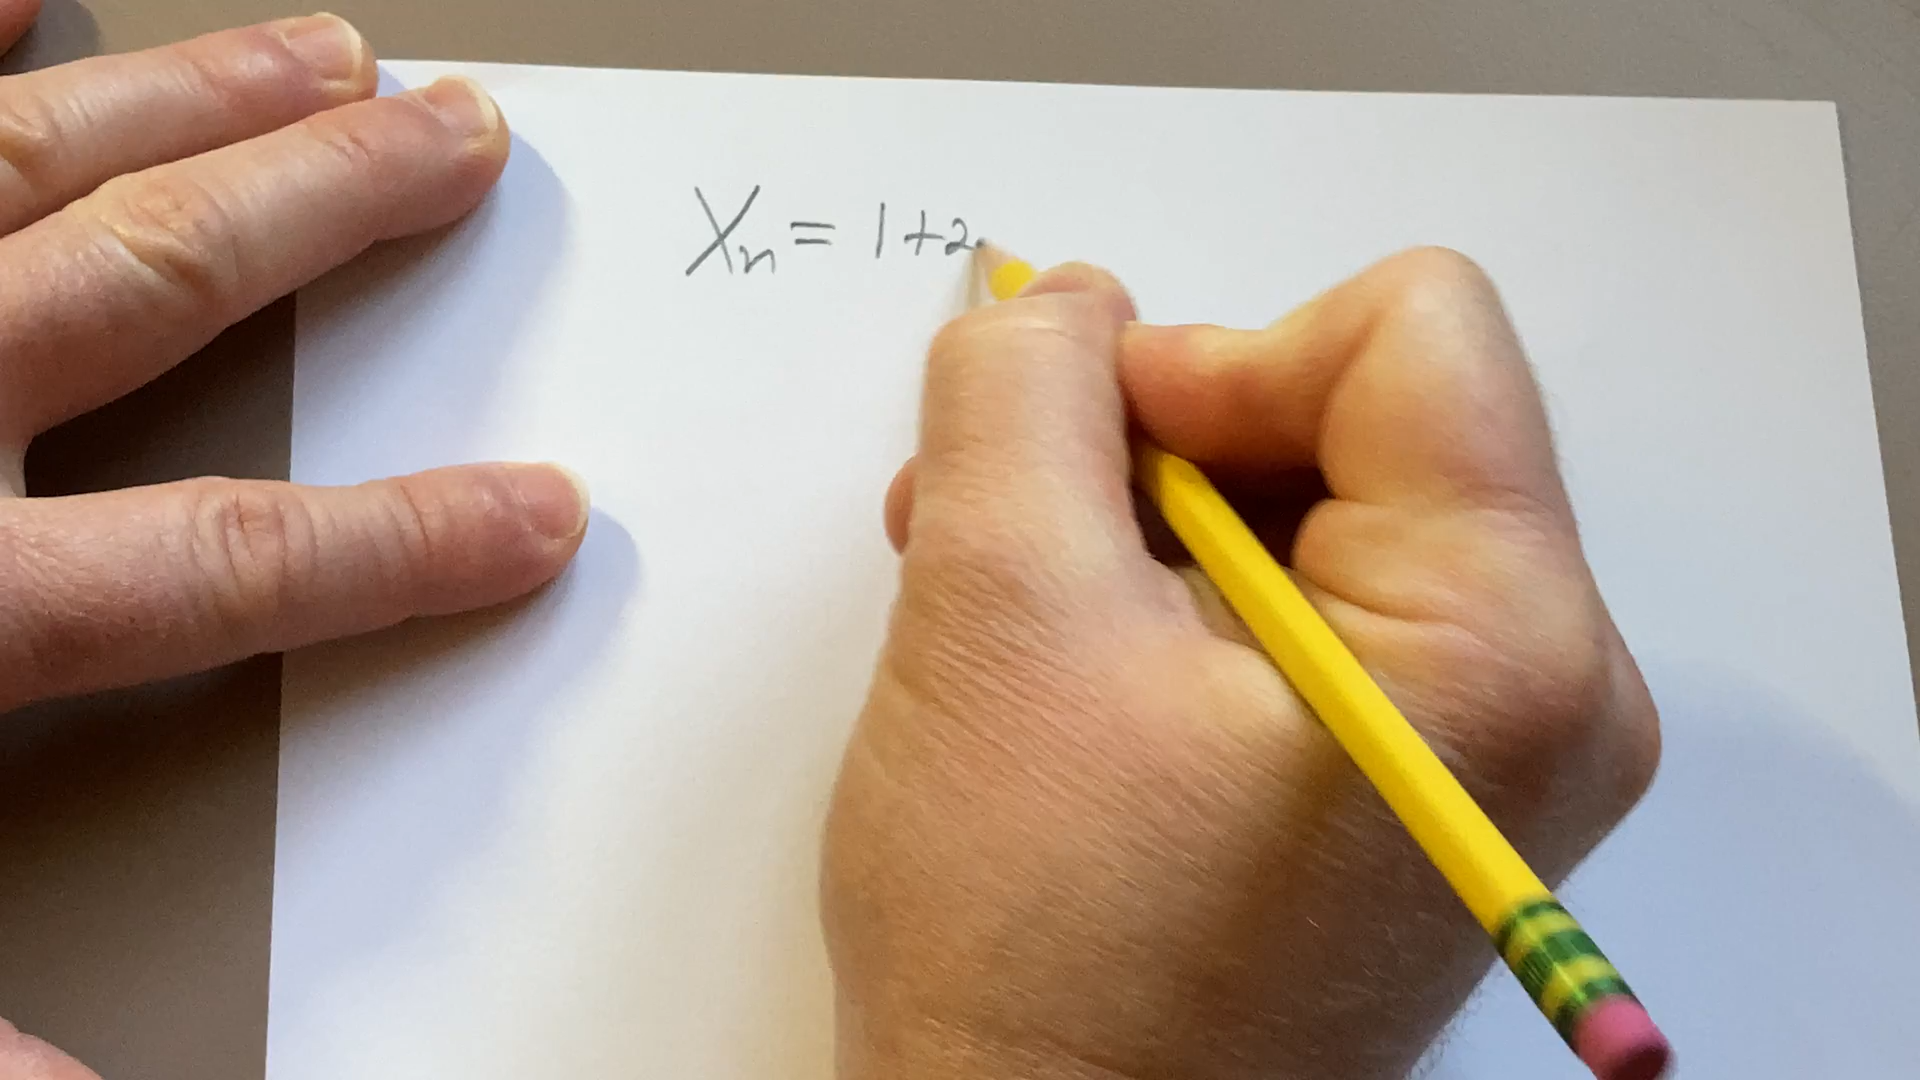 Xn = 1+2